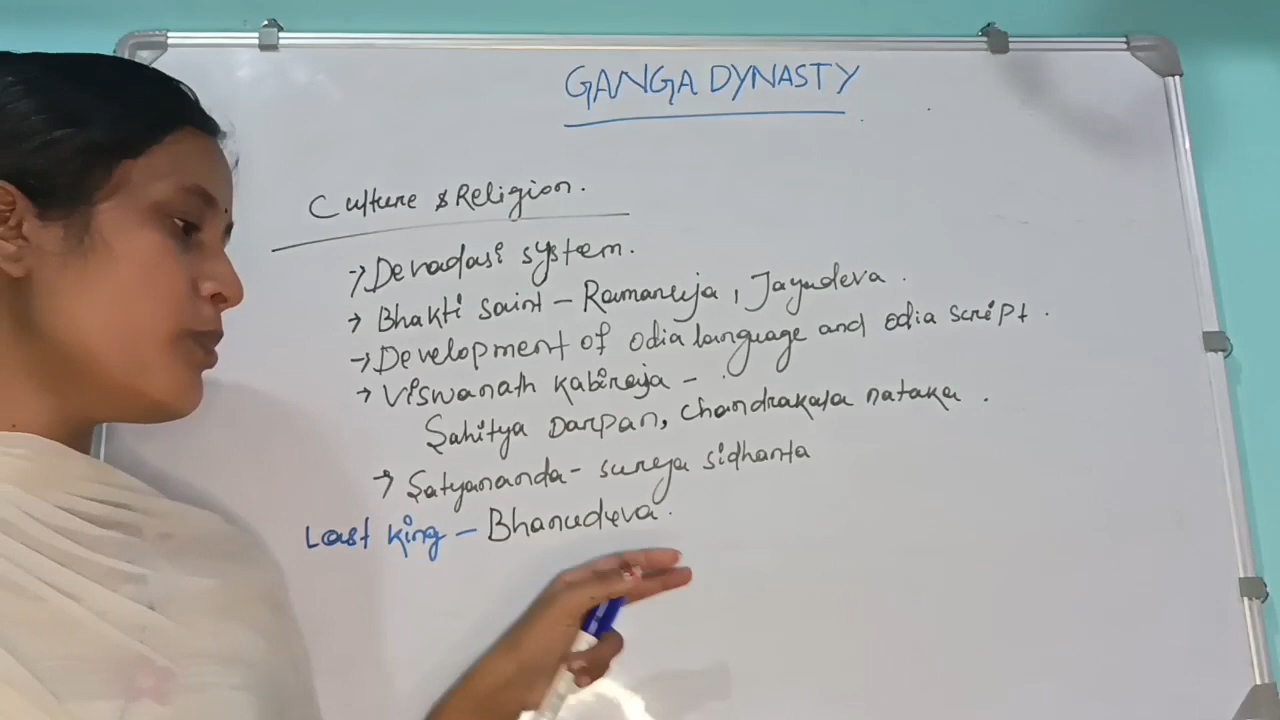 GANGA DYNASTY
Culture & Religion.
→ Devadasi system.
→ Bhakti saint - Ramanuja, Jayadeva.
→ Development of odia language and odia script.
→ Viswanath kabiraja -
Sahitya Darpan, chandrakala nataka.
→ Satyananda - surya sidhanta
Last king - Bhanudeva.